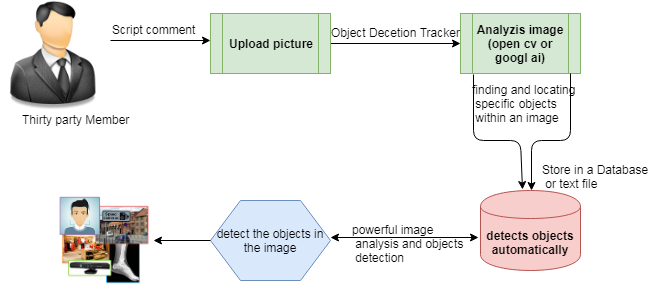 Script comment
Upload picture
Object Decetion Tracker
Analyzis image
(open cv or
googl ai)
Thirty party Member
finding and locating
specific objects
within an image
Store in a Database
or text file
detects objects
automatically
powerful image
analysis and objects
detection
detect the objects in
the image